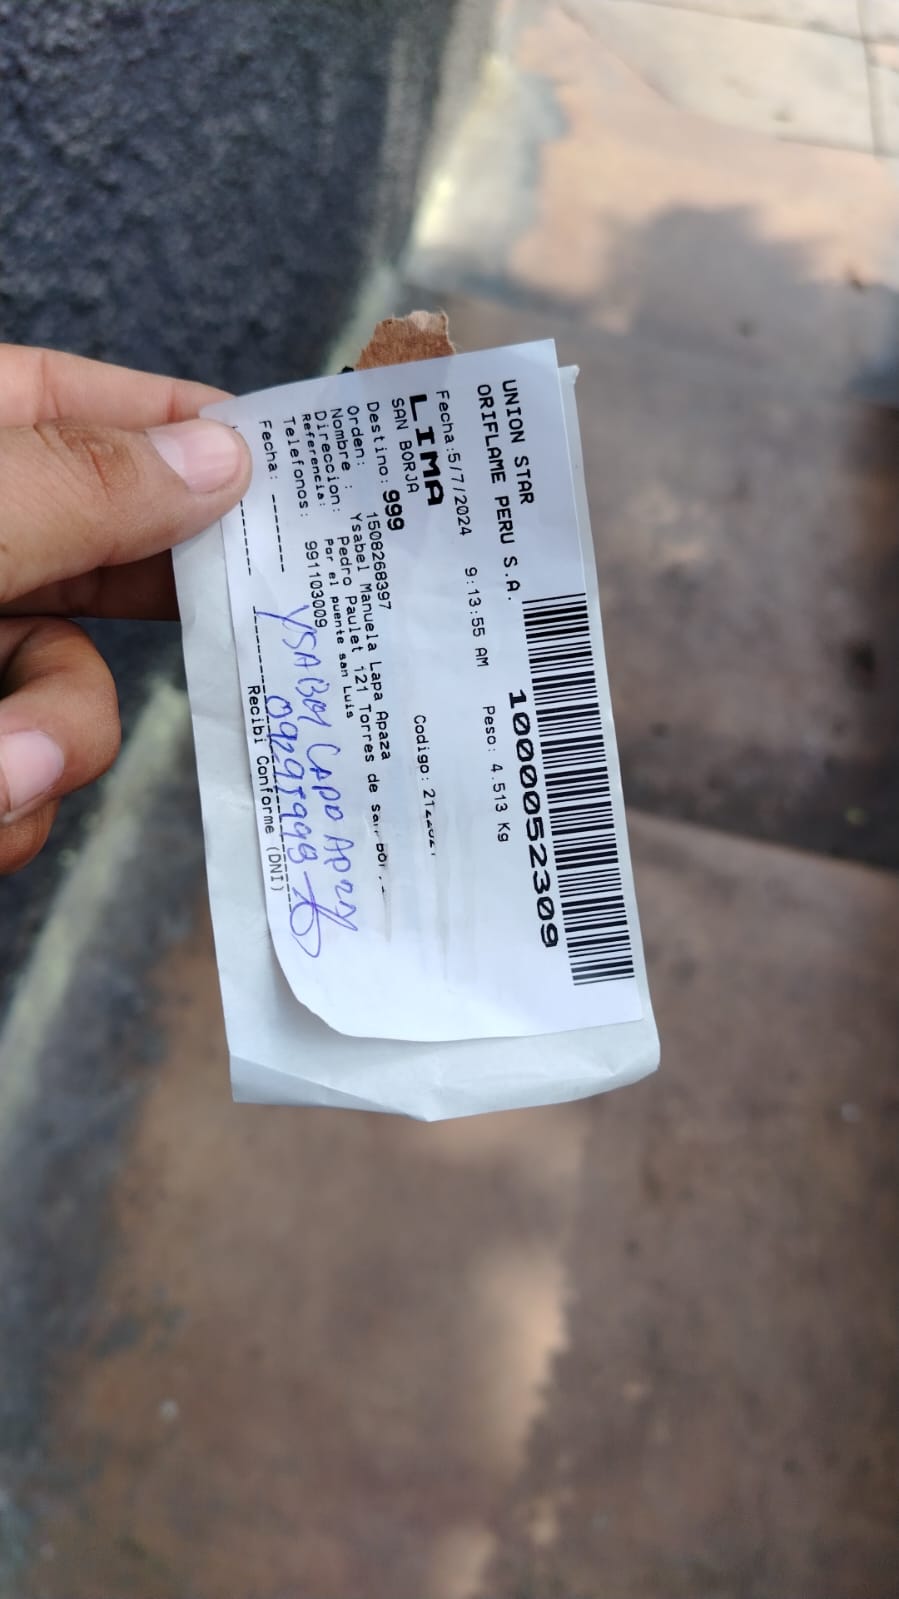 UNION STAR
ORIFLAME PERU S.A.
1000052309
Fecha:5/7/2024 9:13:55 AM Peso: 4.513 Kg
LIMA
SAN BORJA
Codigo:
Destino: 999
Orden: 1508268397
Nombre : Ysabel Manuela Lapa Apaza
Direccion: Pedro Paulet 121 Torres de
Referencia: Por el puente san Luis
Telefonos: 991103009
Fecha: -------
YSABEl
Recibi Conforme (DNI)